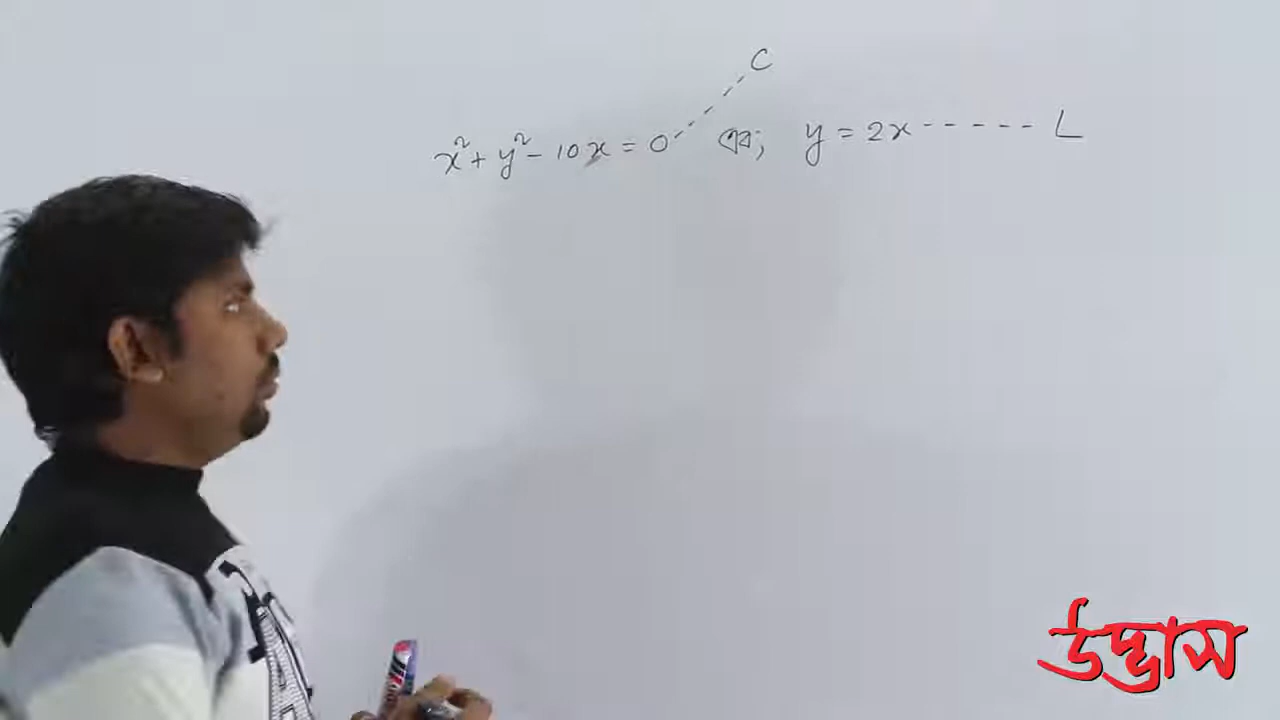 x² + y² - 10x = 0 ----- C এবং; y = 2x ------ L
উদ্ভাস